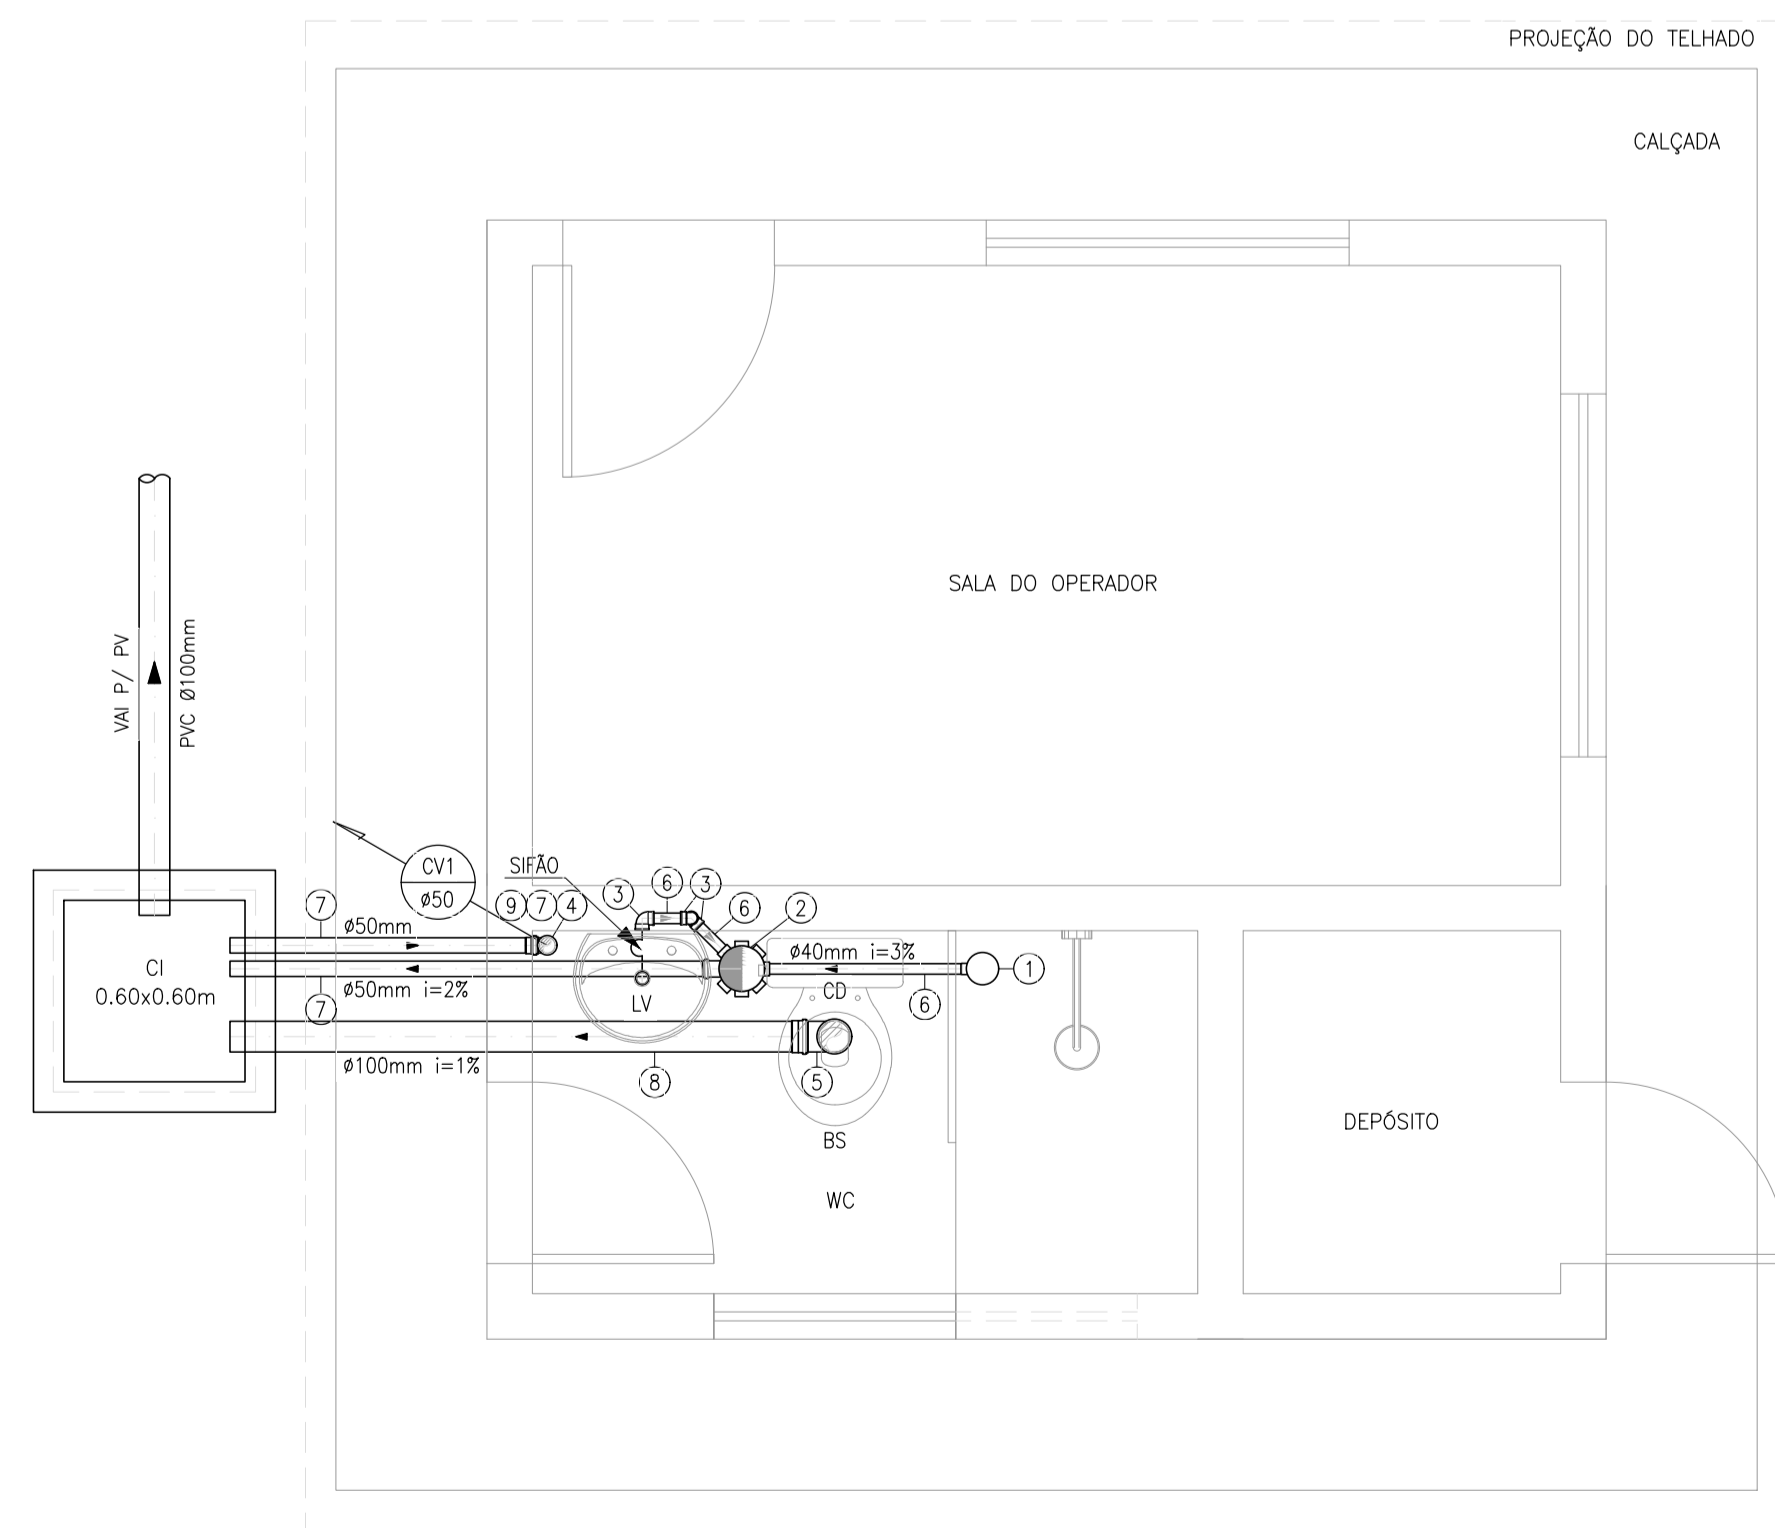 PROJEÇÃO DO TELHADO
CALÇADA
SALA DO OPERADOR
VAI P/ PV
PVC Ø100mm
CV1
ø50
SIFÃO
3
6
3
6
2
9
7
4
7
ø50mm
ø40mm i=3%
1
CI
0.60x0.60m
ø50mm i=2%
7
LV
CD
6
ø100mm i=1%
8
5
DEPÓSITO
BS
WC